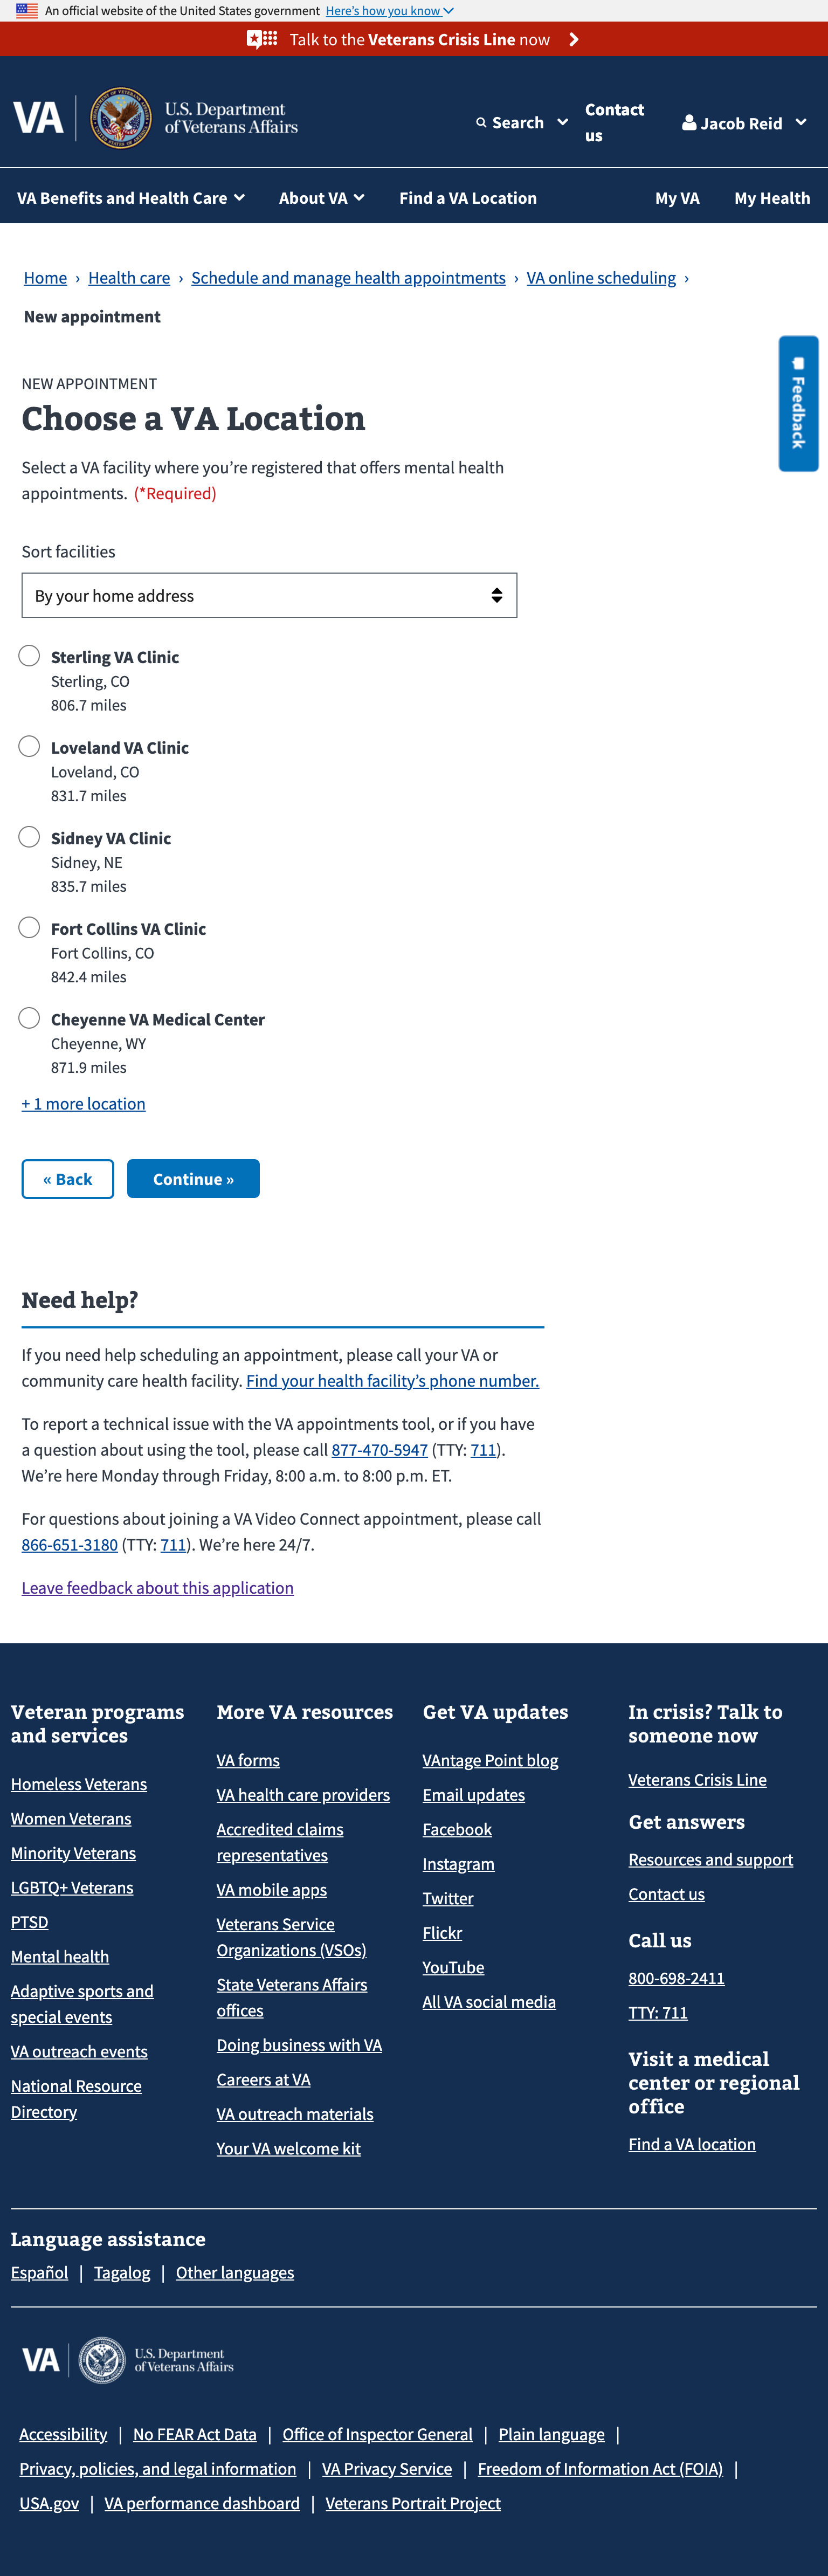 An official website of the United States government Here's how you know
Talk to the Veterans Crisis Line now
VA
U.S. Department
of Veterans Affairs
Search
Contact
us
Jacob Reid
VA Benefits and Health Care
About VA
Find a VA Location
My VA
My Health
Home › Health care › Schedule and manage health appointments › VA online scheduling ›
New appointment
Feedback
NEW APPOINTMENT
Choose a VA Location
Select a VA facility where you're registered that offers mental health
appointments. (*Required)
Sort facilities
By your home address
Sterling VA Clinic
Sterling, CO
806.7 miles
Loveland VA Clinic
Loveland, CO
831.7 miles
Sidney VA Clinic
Sidney, NE
835.7 miles
Fort Collins VA Clinic
Fort Collins, CO
842.4 miles
Cheyenne VA Medical Center
Cheyenne, WY
871.9 miles
+ 1 more location
« Back
Continue »
Need help?
If you need help scheduling an appointment, please call your VA or
community care health facility. Find your health facility's phone number.
To report a technical issue with the VA appointments tool, or if you have
a question about using the tool, please call 877-470-5947 (TTY: 711).
We're here Monday through Friday, 8:00 a.m. to 8:00 p.m. ET.
For questions about joining a VA Video Connect appointment, please call
866-651-3180 (TTY: 711). We're here 24/7.
Leave feedback about this application
Veteran programs
and services
Homeless Veterans
Women Veterans
Minority Veterans
LGBTQ+ Veterans
PTSD
Mental health
Adaptive sports and
special events
VA outreach events
National Resource
Directory
More VA resources
VA forms
VA health care providers
Accredited claims
representatives
VA mobile apps
Veterans Service
Organizations (VSOs)
State Veterans Affairs
offices
Doing business with VA
Careers at VA
VA outreach materials
Your VA welcome kit
Get VA updates
VAntage Point blog
Email updates
Facebook
Instagram
Twitter
Flickr
YouTube
All VA social media
In crisis? Talk to
someone now
Veterans Crisis Line
Get answers
Resources and support
Contact us
Call us
800-698-2411
TTY: 711
Visit a medical
center or regional
office
Find a VA location
Language assistance
Español | Tagalog | Other languages
VA
U.S. Department
of Veterans Affairs
Accessibility | No FEAR Act Data | Office of Inspector General | Plain language |
Privacy, policies, and legal information | VA Privacy Service | Freedom of Information Act (FOIA) |
USA.gov | VA performance dashboard | Veterans Portrait Project